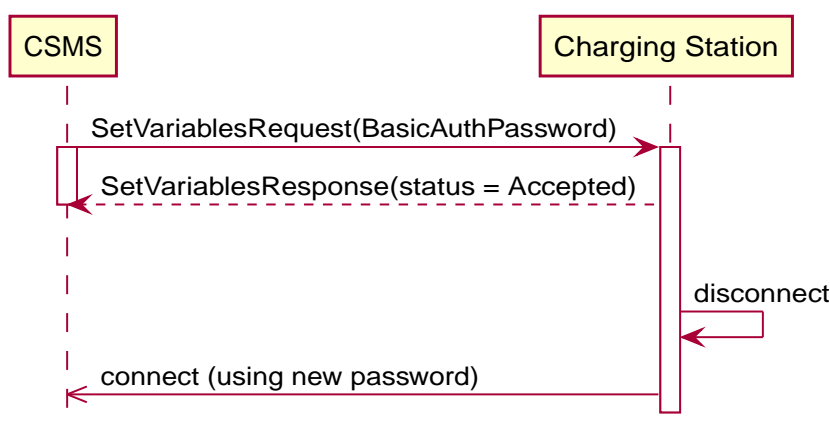 CSMS
Charging Station
SetVariablesRequest(BasicAuthPassword)
SetVariablesResponse(status = Accepted)
disconnect
connect (using new password)